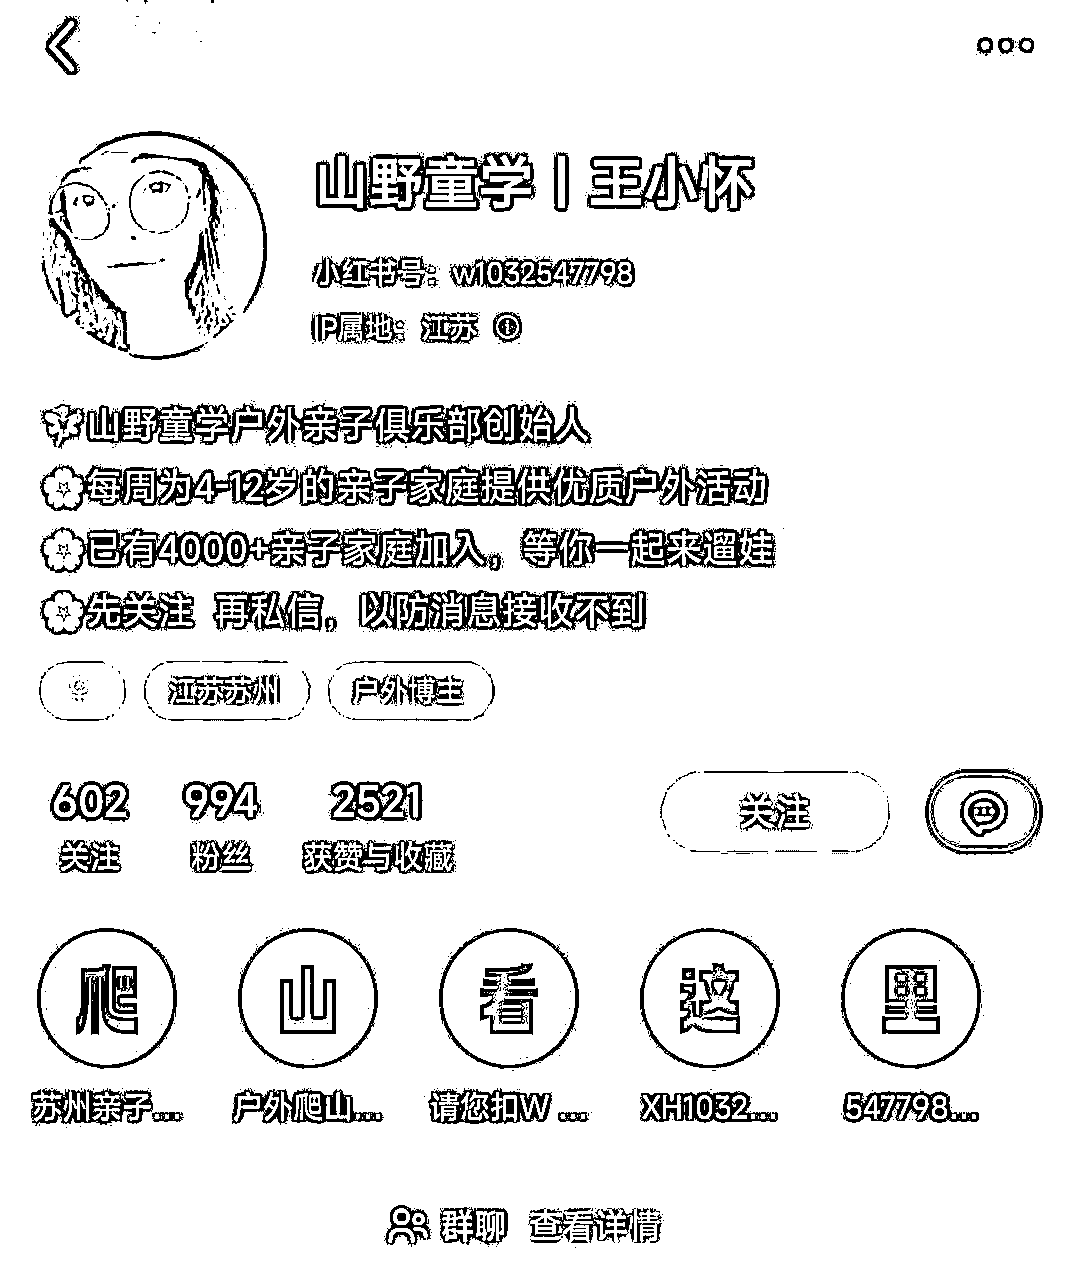 山野童学丨王小怀
小红书号：w1032547798
IP属地：江苏
山野童学户外亲子俱乐部创始人
每周为4-12岁的亲子家庭提供优质户外活动
已有4000+亲子家庭加入，等你一起来遛娃
先关注 再私信，以防消息接收不到
江苏苏州 户外博主
602 994 2521 关注
关注 粉丝 获赞与收藏
爬 山 看 这 里
苏州亲子... 户外爬山... 请您扣W ... XH1032... 547798...
群聊 查看详情